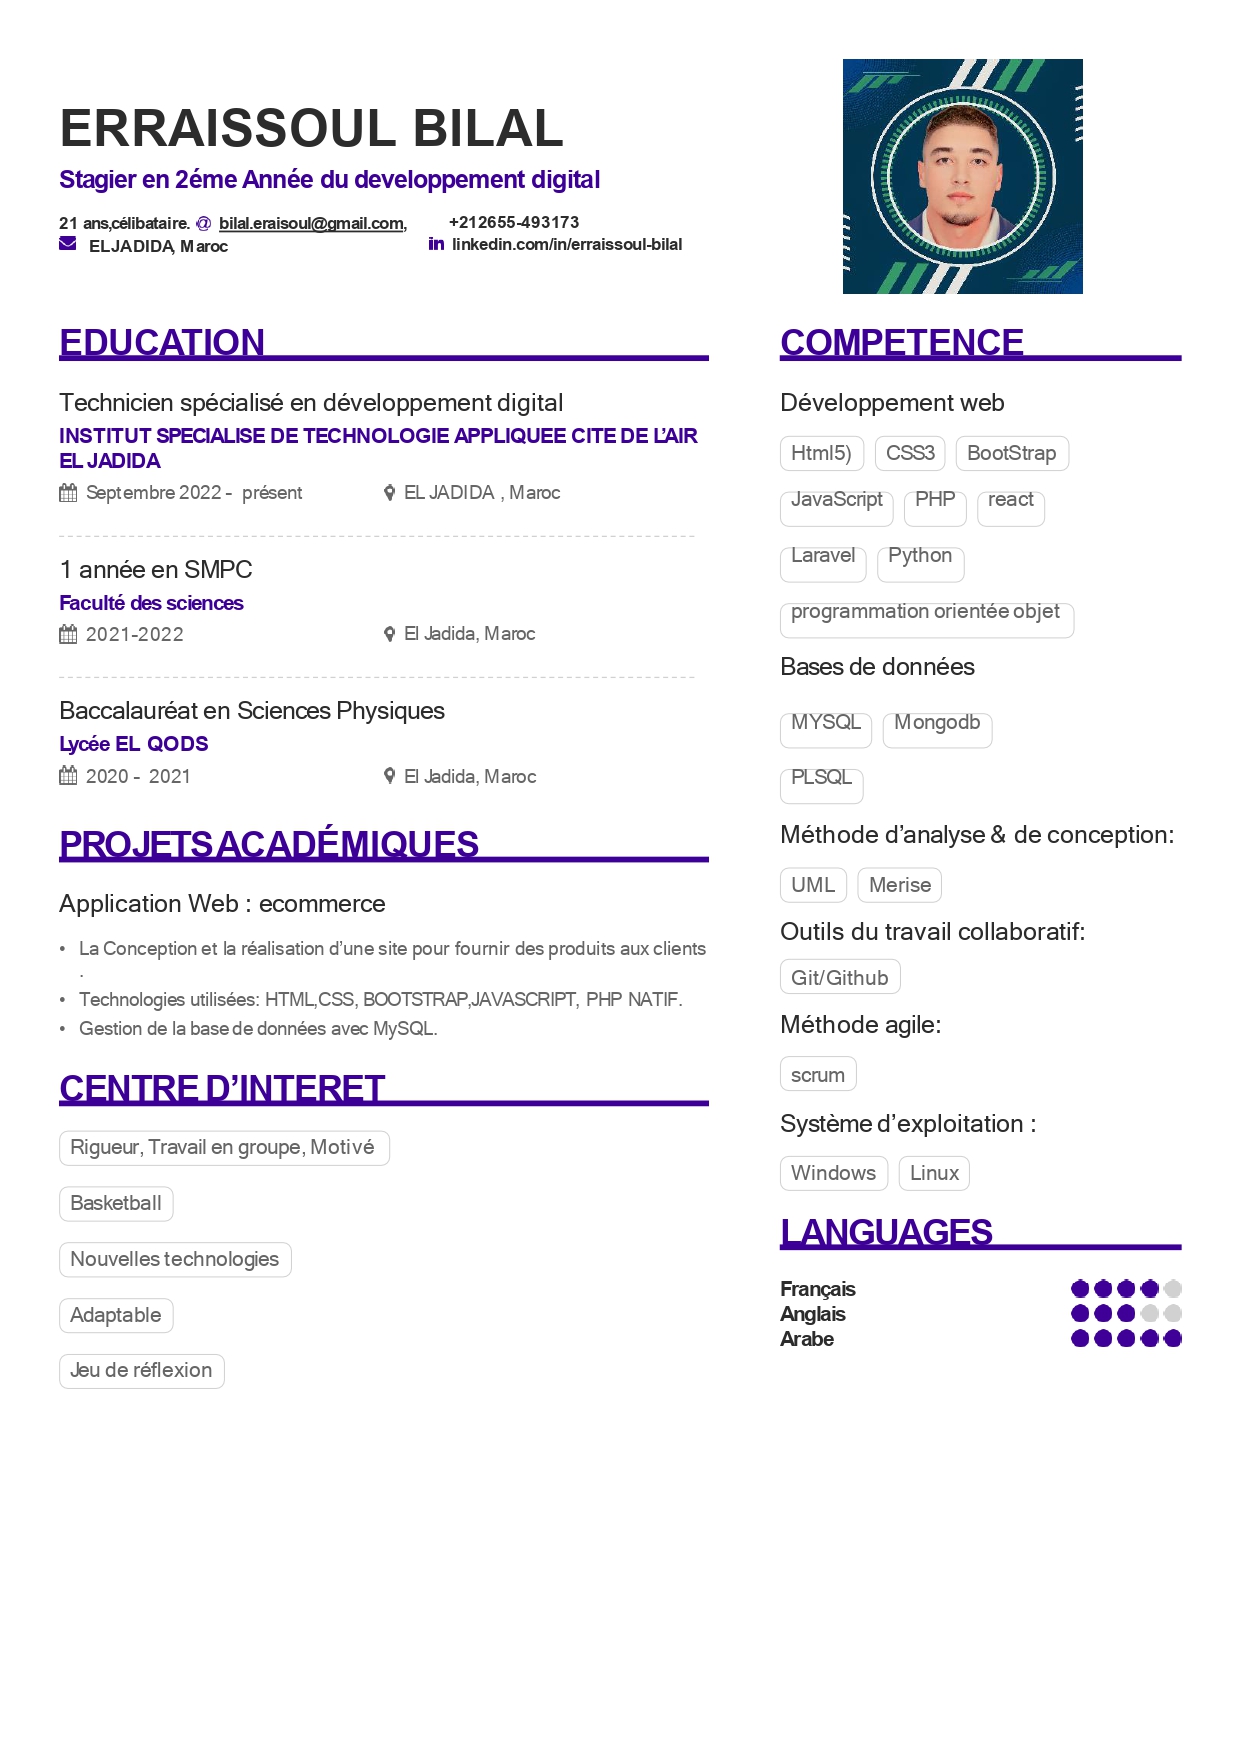 ERRAISSOUL BILAL
Stagier en 2éme Année du developpement digital
21 ans,célibataire. @ bilal.eraisoul@gmail.com, +212655-493173
ELJADIDA, Maroc in linkedin.com/in/erraissoul-bilal
EDUCATION
Technicien spécialisé en développement digital
INSTITUT SPECIALISE DE TECHNOLOGIE APPLIQUEE CITE DE L'AIR
EL JADIDA
Septembre 2022 - présent EL JADIDA , Maroc
1 année en SMPC
Faculté des sciences
2021-2022 El Jadida, Maroc
Baccalauréat en Sciences Physiques
Lycée EL QODS
2020 - 2021 El Jadida, Maroc
PROJETS ACADÉMIQUES
Application Web : ecommerce
• La Conception et la réalisation d'une site pour fournir des produits aux clients
.
• Technologies utilisées: HTML,CSS, BOOTSTRAP,JAVASCRIPT, PHP NATIF.
• Gestion de la base de données avec MySQL.
CENTRE D'INTERET
Rigueur, Travail en groupe, Motivé
Basketball
Nouvelles technologies
Adaptable
Jeu de réflexion
COMPETENCE
Développement web
Html5) CSS3 BootStrap
JavaScript PHP react
Laravel Python
programmation orientée objet
Bases de données
MYSQL Mongodb
PLSQL
Méthode d'analyse & de conception:
UML Merise
Outils du travail collaboratif:
Git/Github
Méthode agile:
scrum
Système d'exploitation :
Windows Linux
LANGUAGES
Français
Anglais
Arabe